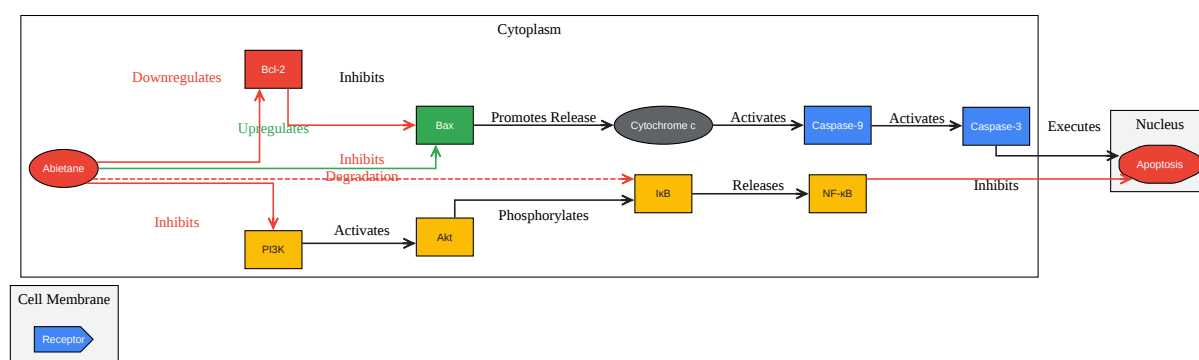 Cytoplasm
Bcl-2
Downregulates
Inhibits
Upregulates
Bax
Promotes Release
Cytochrome c
Activates
Caspase-9
Activates
Caspase-3
Executes
Nucleus
Apoptosis
Abietane
Inhibits
Degradation
IκB
Releases
NF-κB
Inhibits
Inhibits
PI3K
Activates
Akt
Phosphorylates
Cell Membrane
Receptor